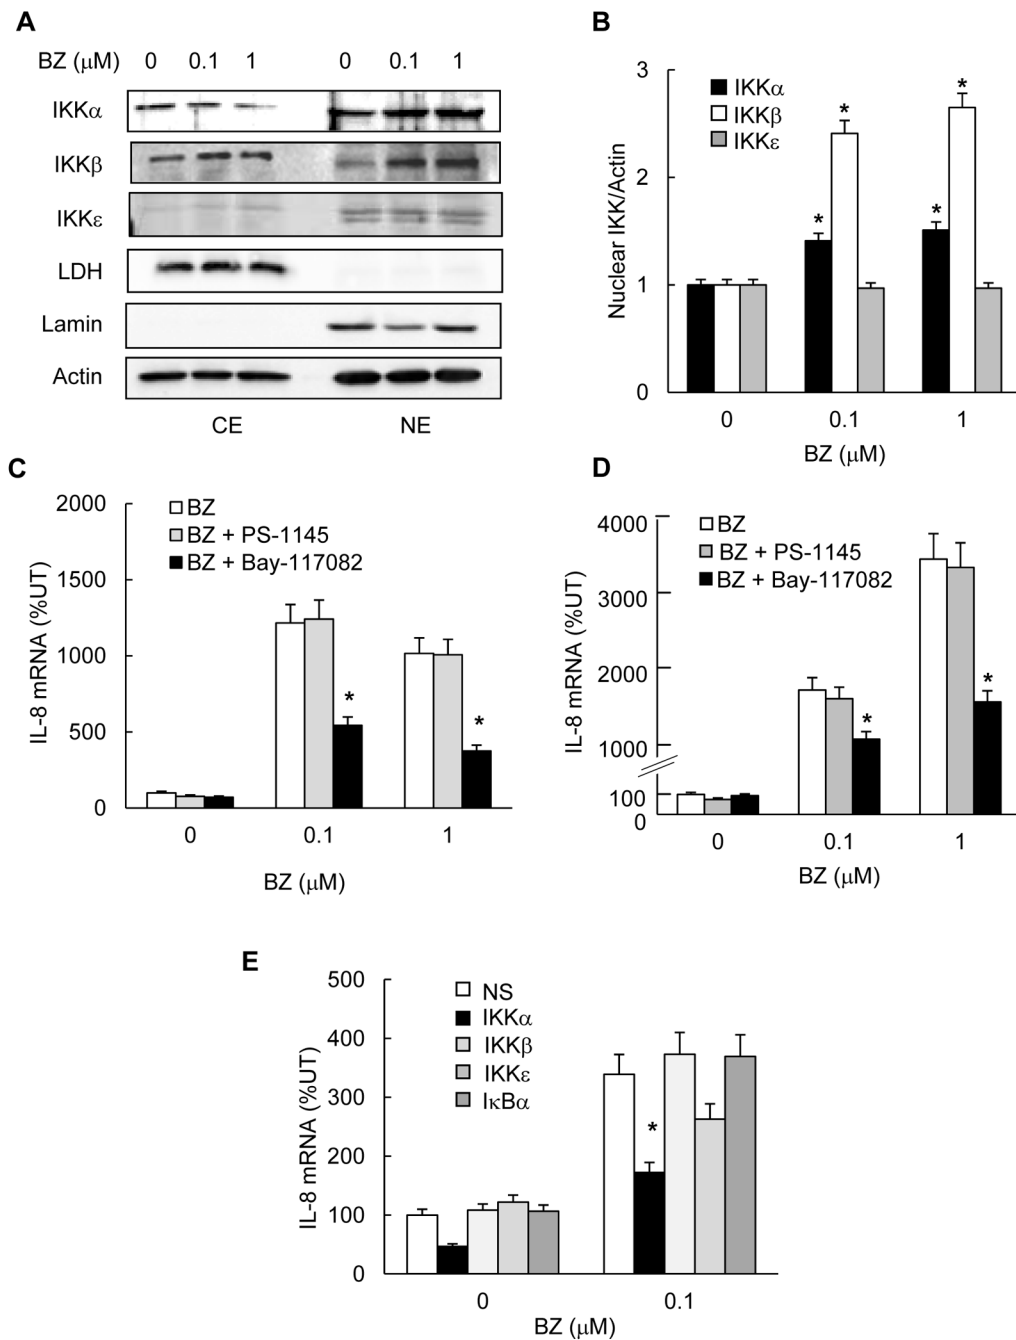 A
BZ (μM) 0 0.1 1 0 0.1 1
IKKα
IKKβ
IKKε
LDH
Lamin
Actin
CE NE
B
Nuclear IKK/Actin
3
2
1
0
IKKα
IKKβ
IKKε
* * * *
0 0.1 1
BZ (μM)
C
IL-8 mRNA (%UT)
2000
1500
1000
500
0
BZ
BZ + PS-1145
BZ + Bay-117082
* *
0 0.1 1
BZ (μM)
D
IL-8 mRNA (%UT)
4000
3000
2000
1000
100
0
BZ
BZ + PS-1145
BZ + Bay-117082
* *
0 0.1 1
BZ (μM)
E
IL-8 mRNA (%UT)
500
400
300
200
100
0
NS
IKKα
IKKβ
IKKε
IκBα
*
0 0.1
BZ (μM)